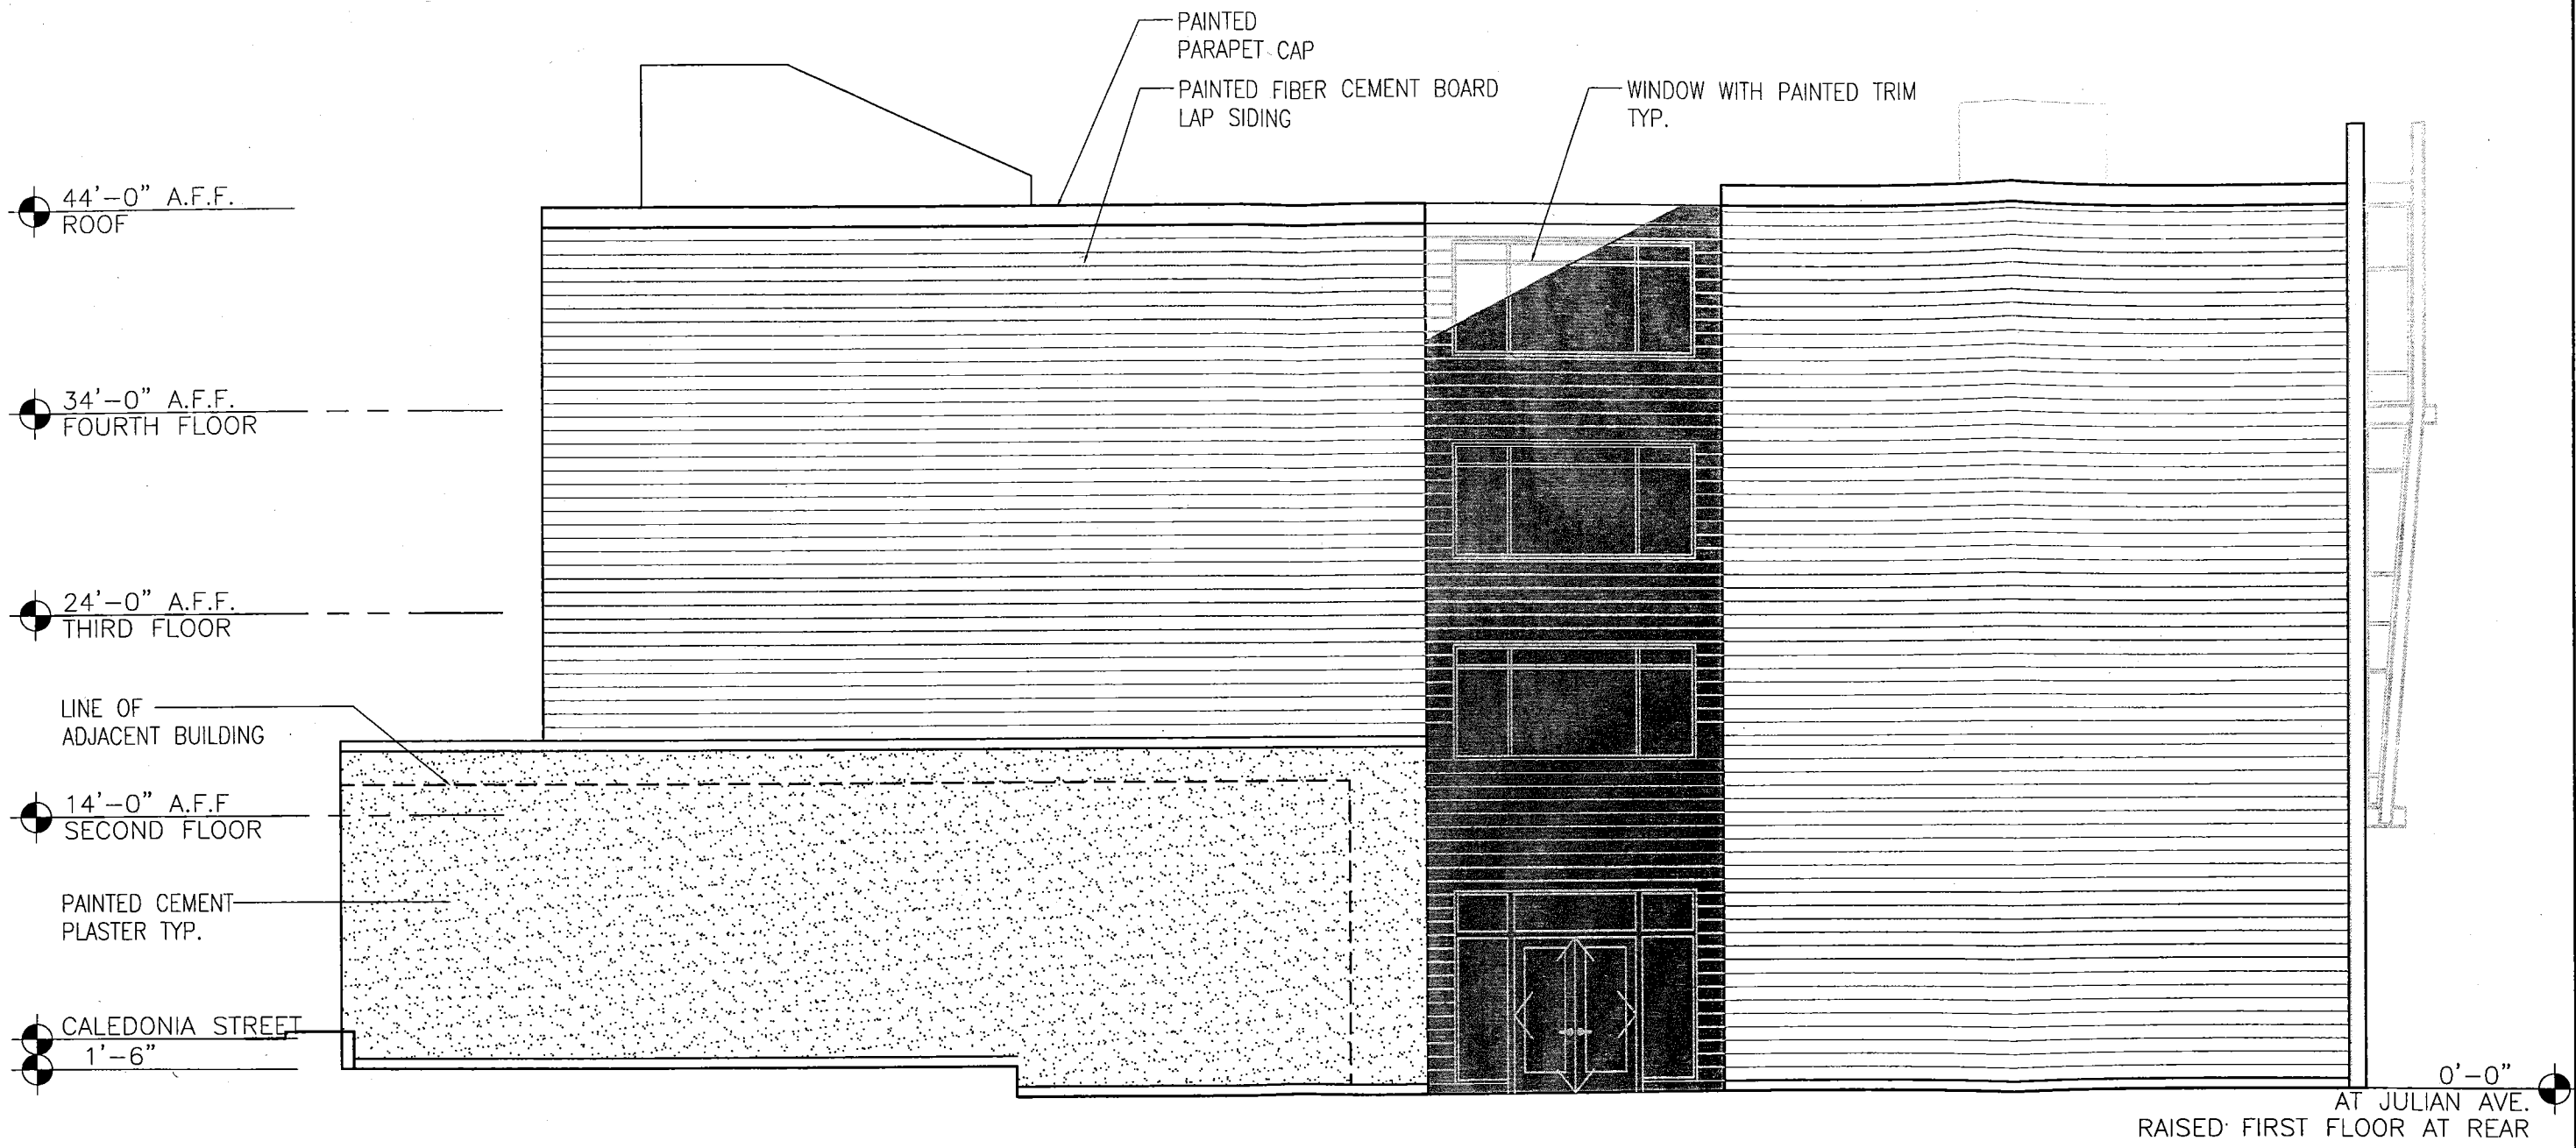 PAINTED
PARAPET CAP
PAINTED FIBER CEMENT BOARD
LAP SIDING
WINDOW WITH PAINTED TRIM
TYP.
44'-0" A.F.F.
ROOF
34'-0" A.F.F.
FOURTH FLOOR
24'-0" A.F.F.
THIRD FLOOR
LINE OF
ADJACENT BUILDING
14'-0" A.F.F
SECOND FLOOR
PAINTED CEMENT
PLASTER TYP.
CALEDONIA STREET
1'-6"
0'-0"
AT JULIAN AVE.
RAISED FIRST FLOOR AT REAR